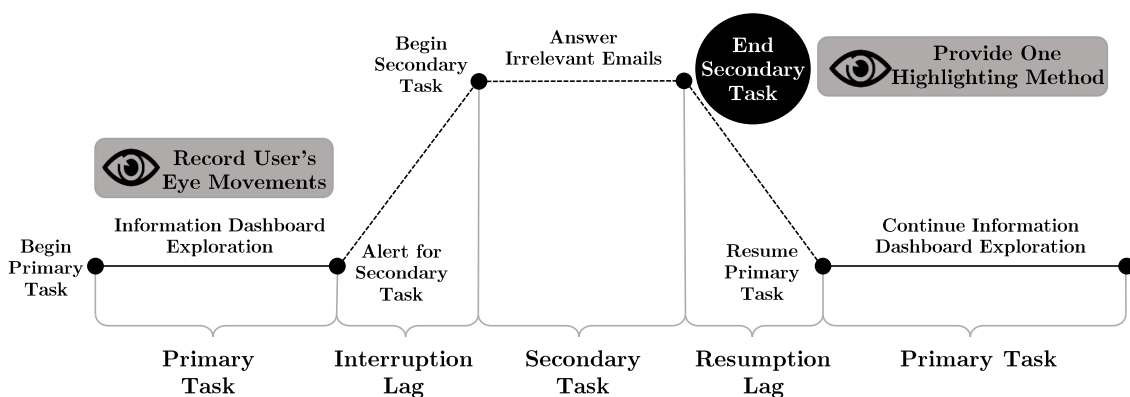 Begin
Secondary
Task
Answer
Irrelevant Emails
End
Secondary
Task
Provide One
Highlighting Method
Record User's
Eye Movements
Begin
Primary
Task
Information Dashboard
Exploration
Alert for
Secondary
Task
Resume
Primary
Task
Continue Information
Dashboard Exploration
Primary
Task
Interruption
Lag
Secondary
Task
Resumption
Lag
Primary Task